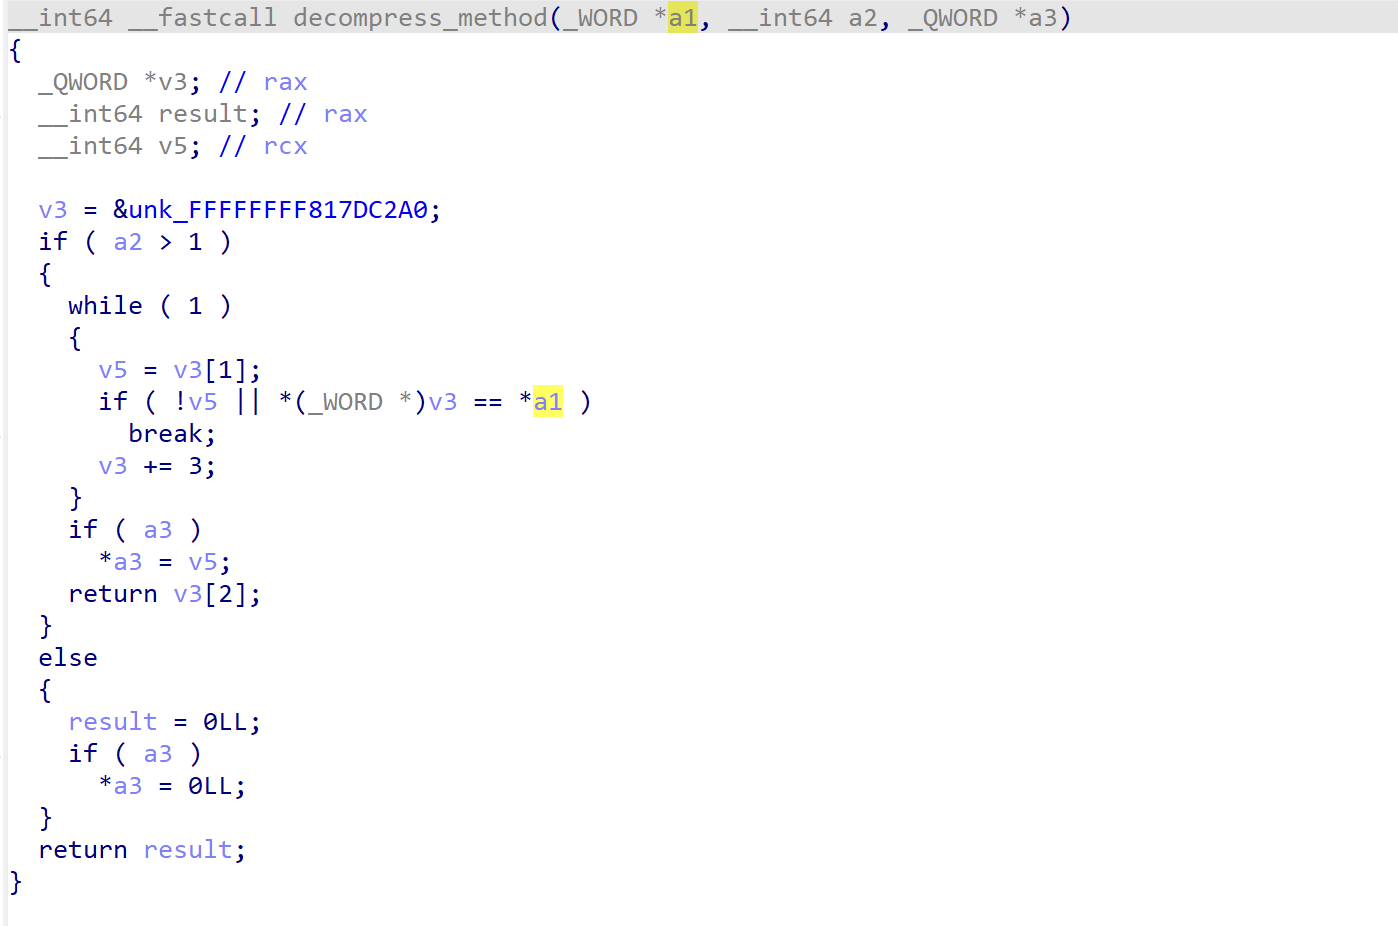 __int64 __fastcall decompress_method(_WORD *a1, __int64 a2, _QWORD *a3)
{
  _QWORD *v3; // rax
  __int64 result; // rax
  __int64 v5; // rcx

  v3 = &unk_FFFFFFFF817DC2A0;
  if ( a2 > 1 )
  {
    while ( 1 )
    {
      v5 = v3[1];
      if ( !v5 || *(_WORD *)v3 == *a1 )
        break;
      v3 += 3;
    }
    if ( a3 )
      *a3 = v5;
    return v3[2];
  }
  else
  {
    result = 0LL;
    if ( a3 )
      *a3 = 0LL;
  }
  return result;
}